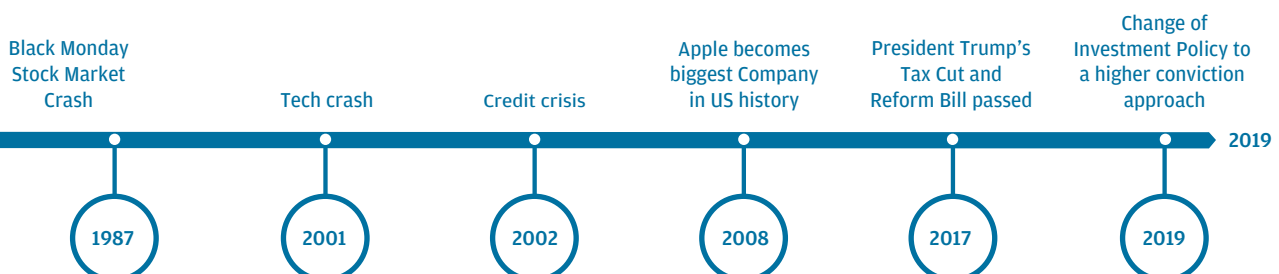 Black Monday
Stock Market
Crash
Tech crash
Credit crisis
Apple becomes
biggest Company
in US history
President Trump's
Tax Cut and
Reform Bill passed
Change of
Investment Policy to
a higher conviction
approach
2019
1987
2001
2002
2008
2017
2019